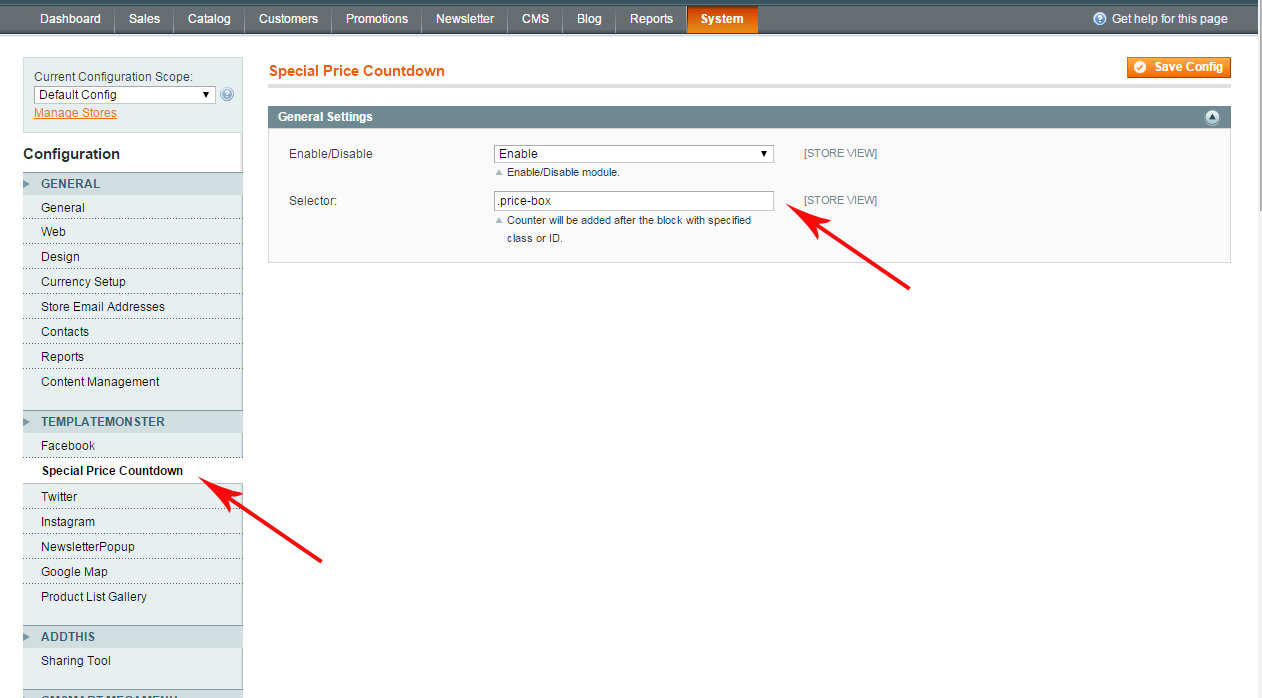 Dashboard Sales Catalog Customers Promotions Newsletter CMS Blog Reports System Get help for this page
Current Configuration Scope:
Default Config
Manage Stores
Configuration
GENERAL
General
Web
Design
Currency Setup
Store Email Addresses
Contacts
Reports
Content Management
TEMPLATEMONSTER
Facebook
Special Price Countdown
Twitter
Instagram
NewsletterPopup
Google Map
Product List Gallery
ADDTHIS
Sharing Tool
Special Price Countdown
Save Config
General Settings
Enable/Disable Enable [STORE VIEW]
Enable/Disable module.
Selector: .price-box [STORE VIEW]
Counter will be added after the block with specified
class or ID.